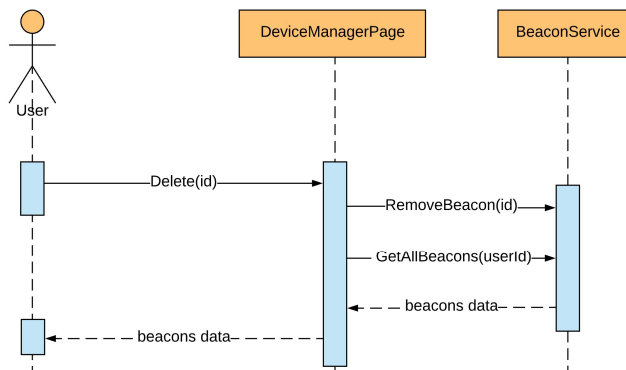 DeviceManagerPage
BeaconService
User
Delete(id)
RemoveBeacon(id)
GetAllBeacons(userId)
beacons data
beacons data